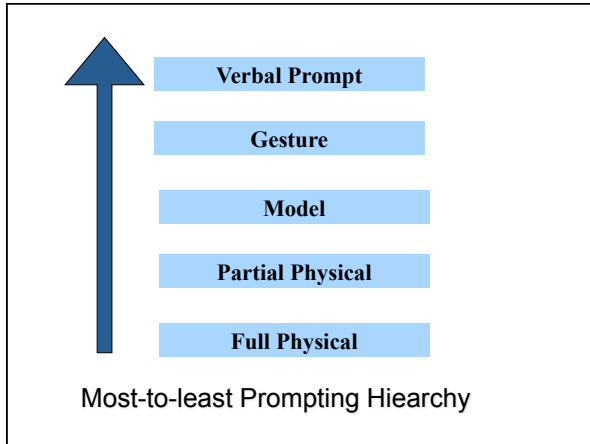 Verbal Prompt
Gesture
Model
Partial Physical
Full Physical
Most-to-least Prompting Hiearchy